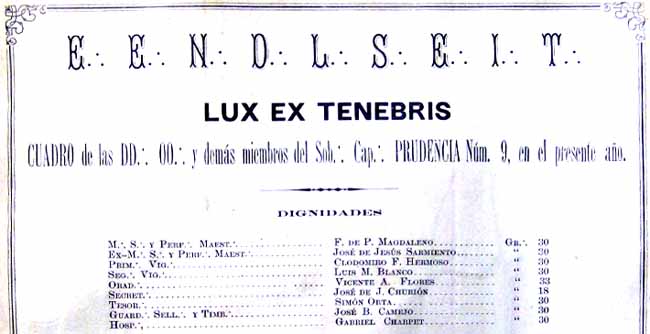 E∴ E∴ N∴ D∴ L∴ S∴ E∴ I∴ T∴
LUX EX TENEBRIS
CUADRO de las DD∴ OO∴ y demás miembros del Sob∴ Cap∴ PRUDENCIA Núm. 9, en el presente año.
DIGNIDADES
M∴ S∴ y Perf∴ Maest∴ F. de P. Magdaleno Gr∴ 30
Ex-M∴ S∴ y Perf∴ Maest∴ José de Jesús Sarmiento " 30
Prim∴ Vig∴ Clodomiro F. Hermoso " 30
Seg∴ Vig∴ Luis M. Blanco " 30
Orad∴ Vicente A. Flores " 33
Secret∴ José de J. Churión " 18
Tesor∴ Simón Orta " 30
Guard∴ Sell∴ y Timb∴ José B. Camejo " 30
Hosp∴ Gabriel Charpet " 30